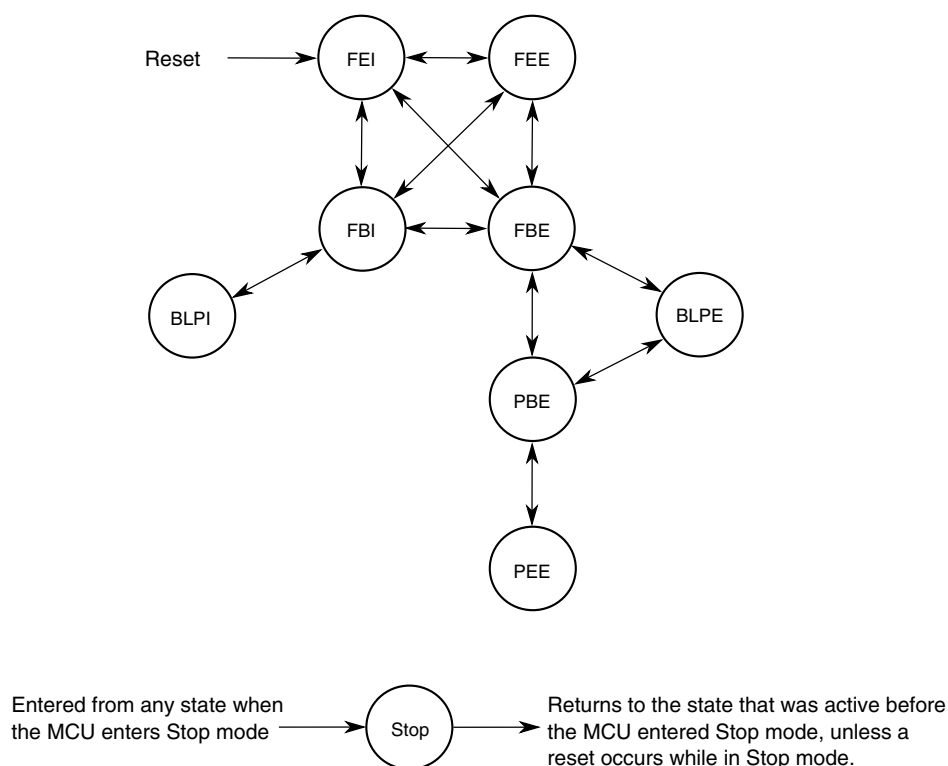 Reset
FEI
FEE
FBI
FBE
BLPI
BLPE
PBE
PEE
Entered from any state when
the MCU enters Stop mode
Stop
Returns to the state that was active before
the MCU entered Stop mode, unless a
reset occurs while in Stop mode.